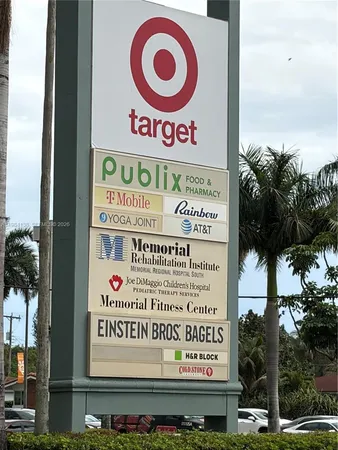 target
Publix FOOD & PHARMACY
T Mobile Rainbow
YOGA JOINT AT&T
Memorial
Rehabilitation Institute
MEMORIAL REGIONAL HOSPITAL SOUTH
JOE DIMAGGIO CHILDREN'S HOSPITAL
PEDIATRIC THERAPY SERVICES
Memorial Fitness Center
EINSTEIN BROS. BAGELS
H&R BLOCK
COLD STONE